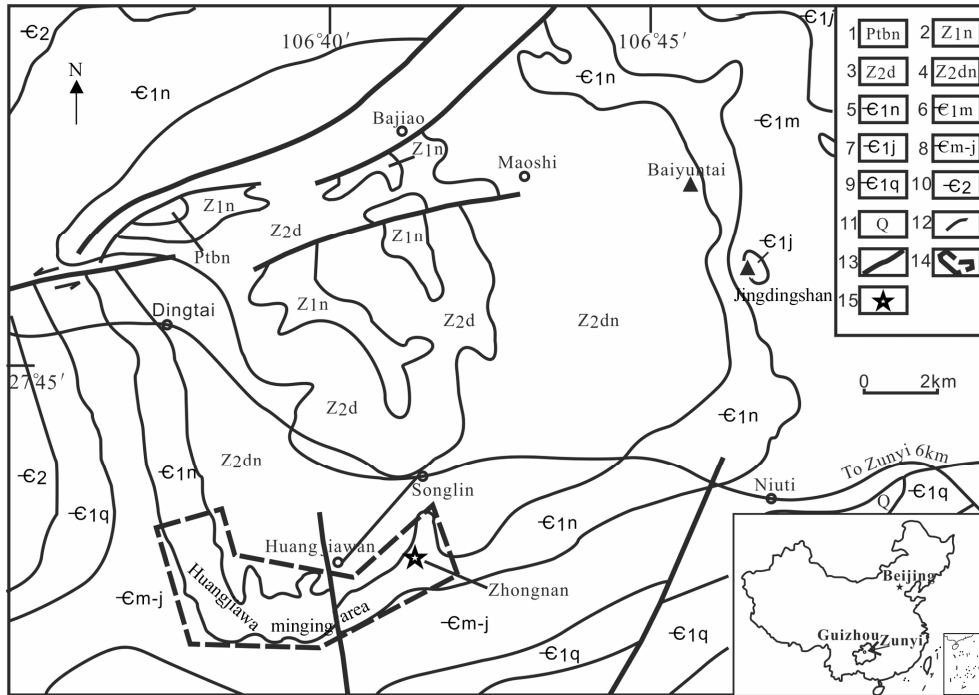 Є2
106°40′
106°45′
Є1j
Є1n
N
Є1n
Bajiao
Є1m
Z1n
Maoshi
Baiyuntai
Z1n
Z2d
Z1n
Ptbn
Є1j
Jingdingshan
Dingtai
Z1n
Z2d
Z2dn
27°45′
Z2d
Є1n
Z2dn
Є1n
Є2
Songlin
To Zunyi 6km
Niuti
Є1q
Q
Є1q
Є1n
Huangjiawan
Zhongnan
Huangjiawa minging area
Єm-j
Єm-j
Є1q
Є1q
1 Ptbn
2 Z1n
3 Z2d
4 Z2dn
5 Є1n
6 Є1m
7 Є1j
8 Єm-j
9 Є1q
10 Є2
11 Q
12
13
14
15
0 2km
Beijing
Guizhou
Zunyi